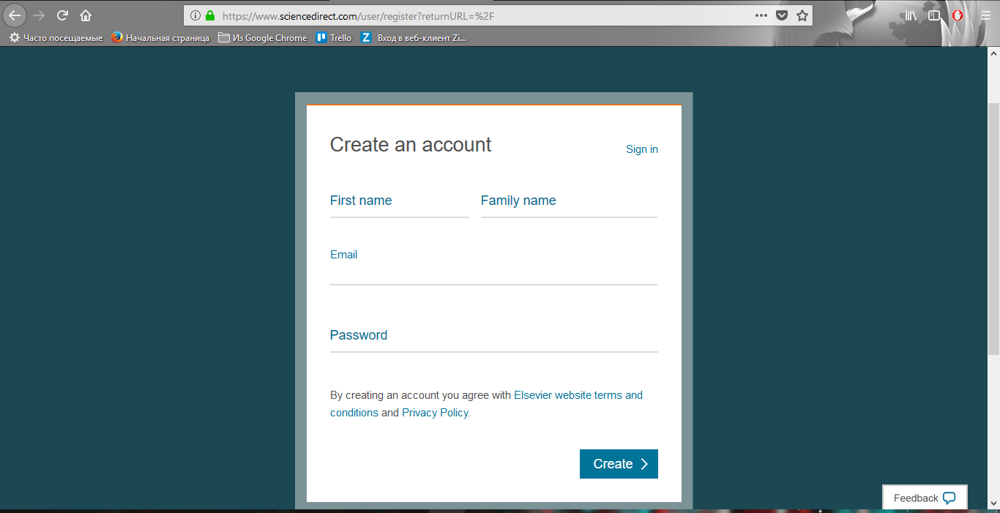 https://www.sciencedirect.com/user/register?returnURL=%2F
Часто посещаемые Начальная страница Из Google Chrome Trello Z Вход в веб-клиент Zi...
Create an account
Sign in
First name Family name
Email
Password
By creating an account you agree with Elsevier website terms and
conditions and Privacy Policy.
Create
Feedback